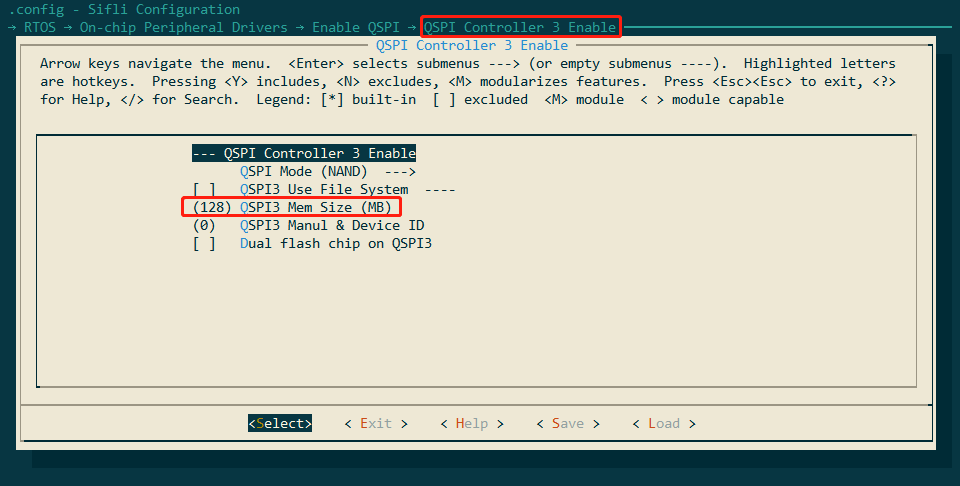 .config - Sifli Configuration
→ RTOS → On-chip Peripheral Drivers → Enable QSPI → QSPI Controller 3 Enable
QSPI Controller 3 Enable
Arrow keys navigate the menu.  <Enter> selects submenus ---> (or empty submenus ----).  Highlighted letters
are hotkeys.  Pressing <Y> includes, <N> excludes, <M> modularizes features.  Press <Esc><Esc> to exit, <?>
for Help, </> for Search.  Legend: [*] built-in  [ ] excluded  <M> module  < > module capable
--- QSPI Controller 3 Enable
QSPI Mode (NAND)  --->
[ ]   QSPI3 Use File System  ----
(128) QSPI3 Mem Size (MB)
(0)   QSPI3 Manul & Device ID
[ ]   Dual flash chip on QSPI3
<Select>    < Exit >    < Help >    < Save >    < Load >